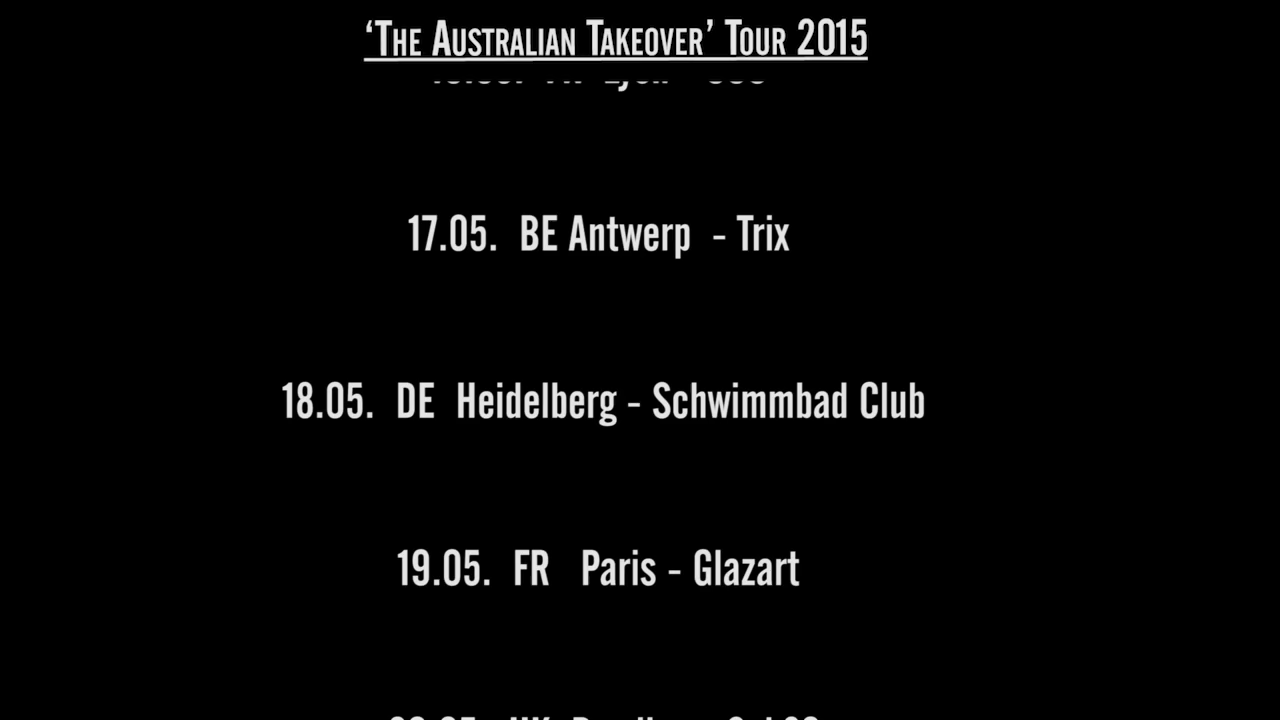 ‘The Australian Takeover’ Tour 2015
17.05. BE Antwerp - Trix
18.05. DE Heidelberg - Schwimmbad Club
19.05. FR Paris - Glazart